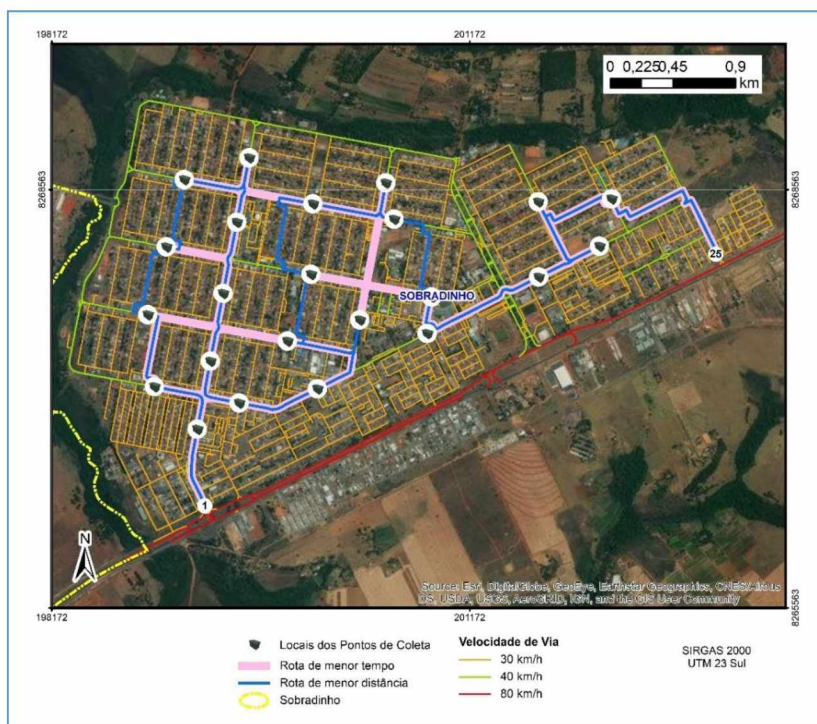 198172
201172
0 0,225 0,45 0,9
km
8268563
8268563
SOBRADINHO
25
1
N
Source: Esri, DigitalGlobe, GeoEye, Earthstar Geographics, CNES/Airbus
DS, USDA, USGS, AeroGRID, IGN, and the GIS User Community
8265563
198172
201172
Locais dos Pontos de Coleta
Rota de menor tempo
Rota de menor distância
Sobradinho
Velocidade de Via
30 km/h
40 km/h
80 km/h
SIRGAS 2000
UTM 23 Sul